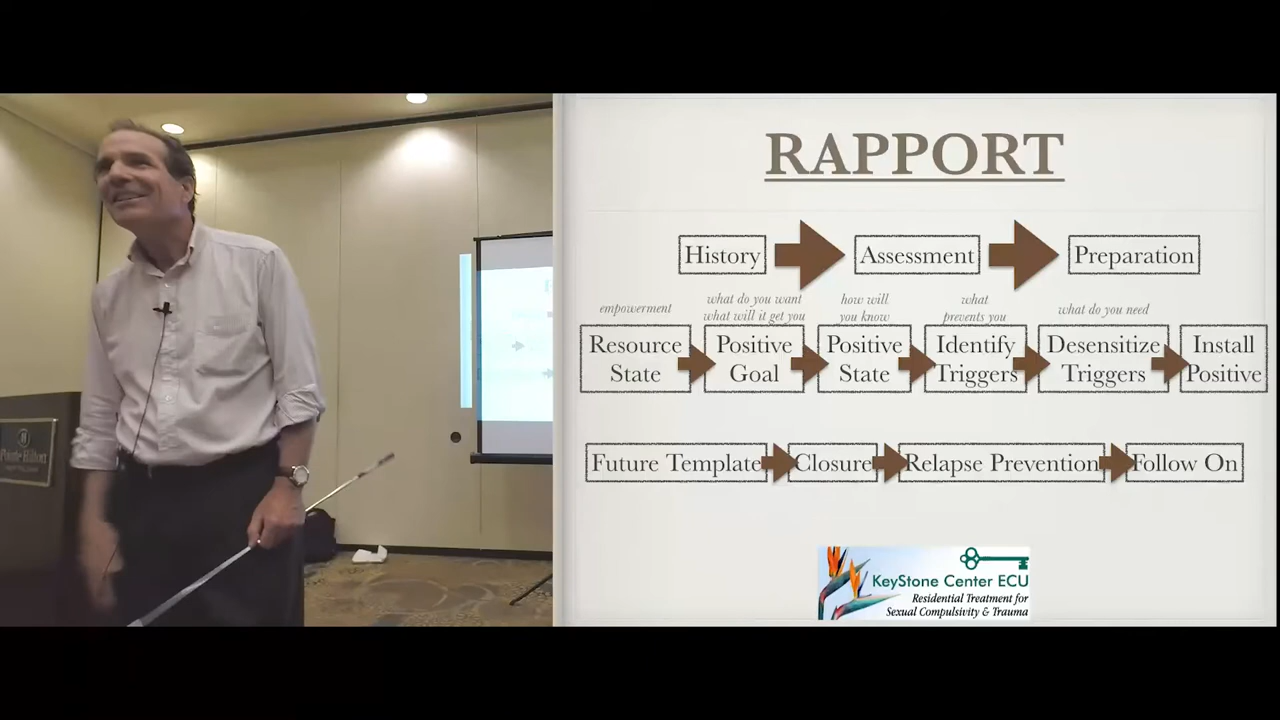 RAPPORT
History
Assessment
Preparation
empowerment
what do you want
what will it get you
how will
you know
what
prevents you
what do you need
Resource
State
Positive
Goal
Positive
State
Identify
Triggers
Desensitize
Triggers
Install
Positive
Future Template
Closure
Relapse Prevention
Follow On
KeyStone Center ECU
Residential Treatment for
Sexual Compulsivity & Trauma
Pointe Hilton